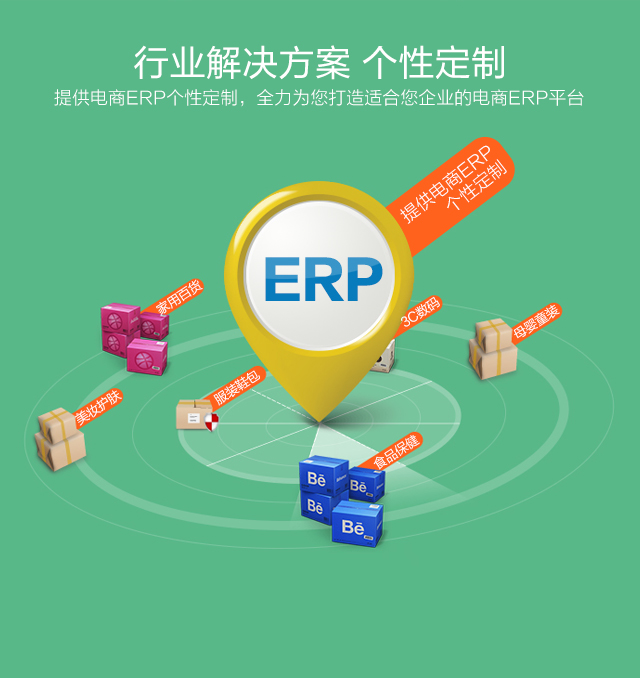 行业解决方案 个性定制
提供电商ERP个性定制，全力为您打造适合您企业的电商ERP平台
提供电商ERP
个性定制
ERP
家用百货
3C数码
母婴童装
服装鞋包
美妆护肤
食品保健
Bē
Bē
Bē
Bē